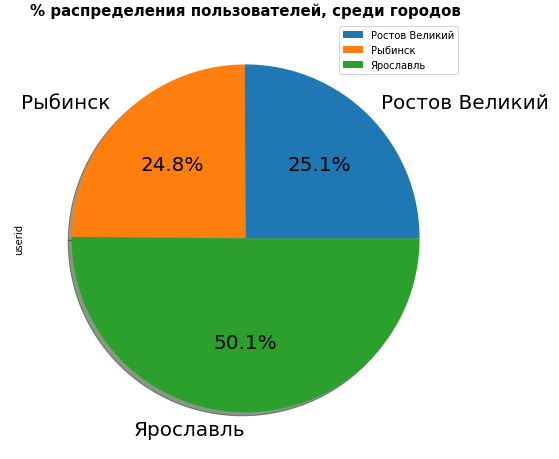 % распределения пользователей, среди городов
Ростов Великий
Рыбинск
Ярославль
Рыбинск
Ростов Великий
24.8%
25.1%
userid
50.1%
Ярославль